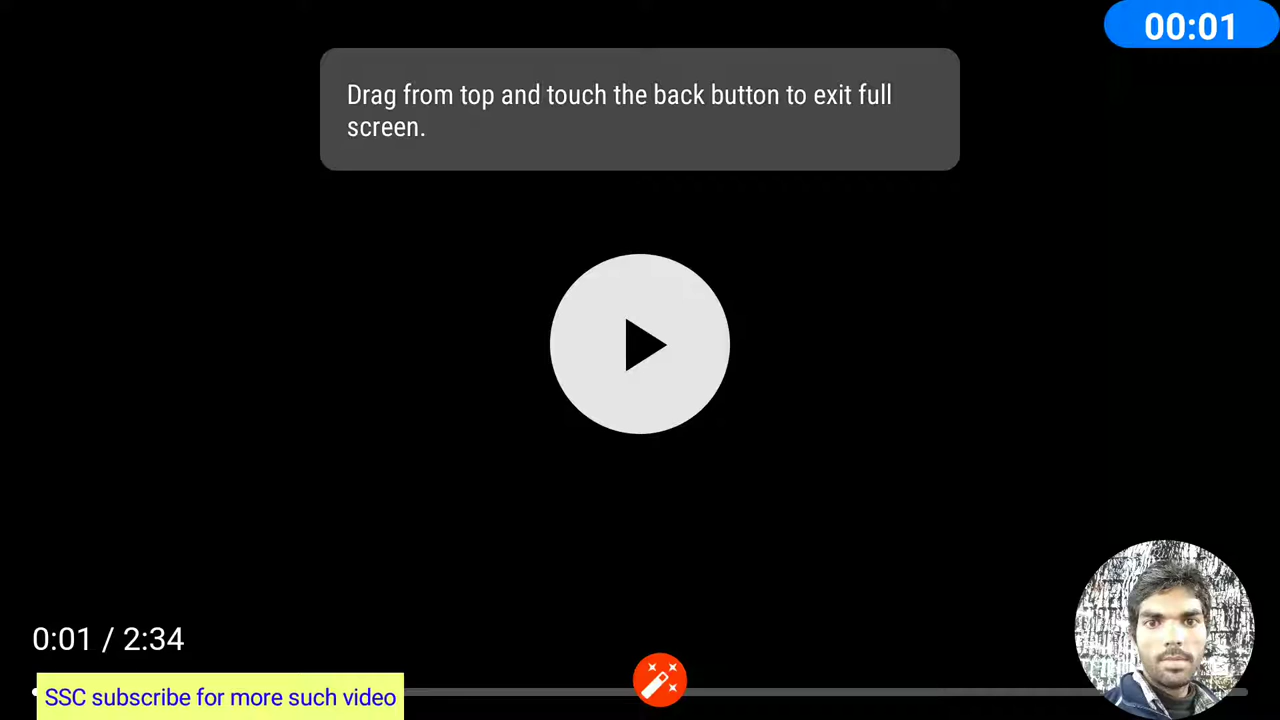 00:01
Drag from top and touch the back button to exit full
screen.
0:01 / 2:34
SSC subscribe for more such video